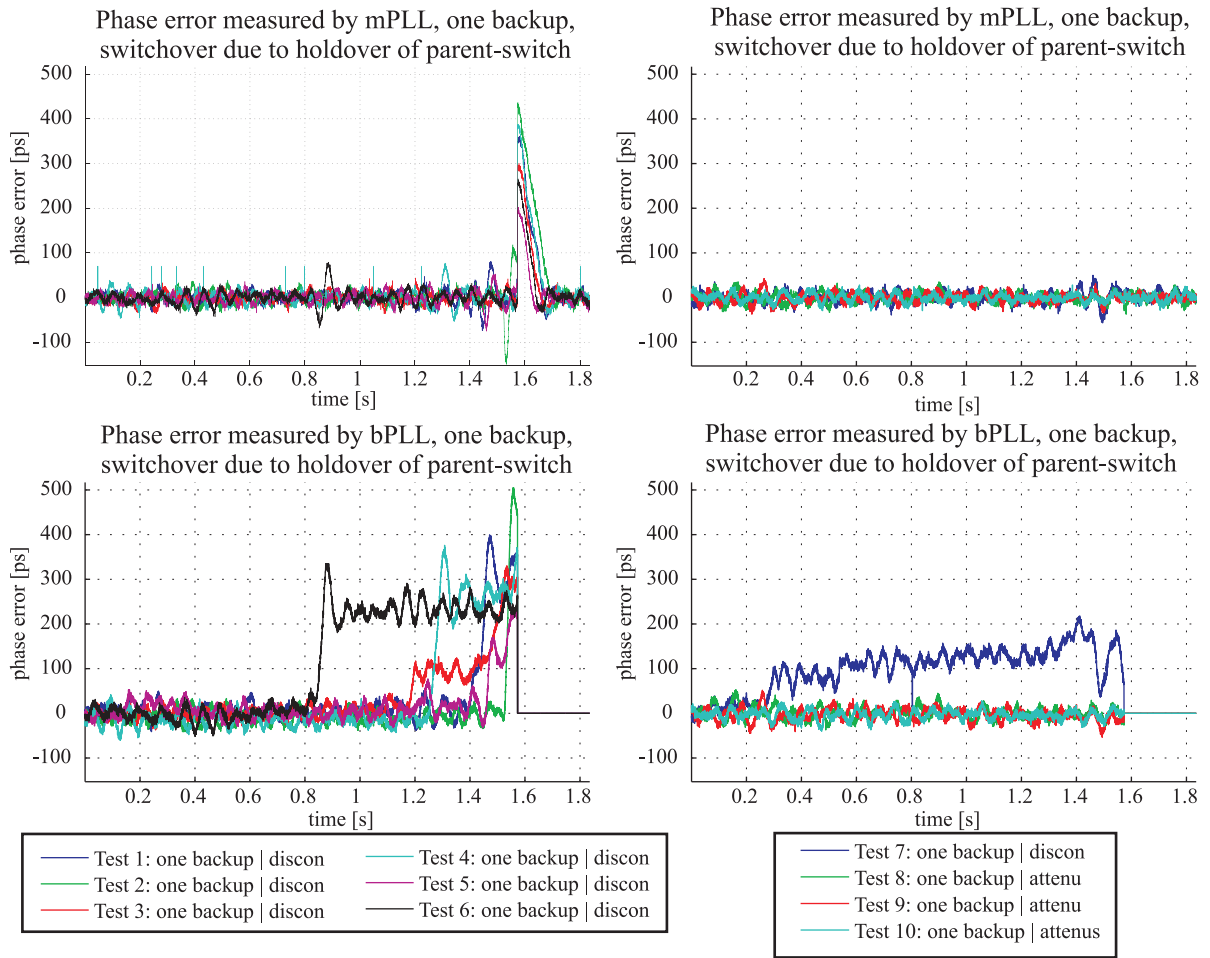 Phase error measured by mPLL, one backup,
switchover due to holdover of parent-switch
500
400
300
200
100
0
-100
phase error [ps]
0.2 0.4 0.6 0.8 1 1.2 1.4 1.6 1.8
time [s]
Phase error measured by mPLL, one backup,
switchover due to holdover of parent-switch
500
400
300
200
100
0
-100
phase error [ps]
0.2 0.4 0.6 0.8 1 1.2 1.4 1.6 1.8
time [s]
Phase error measured by bPLL, one backup,
switchover due to holdover of parent-switch
500
400
300
200
100
0
-100
phase error [ps]
0.2 0.4 0.6 0.8 1 1.2 1.4 1.6 1.8
time [s]
Phase error measured by bPLL, one backup,
switchover due to holdover of parent-switch
500
400
300
200
100
0
-100
phase error [ps]
0.2 0.4 0.6 0.8 1 1.2 1.4 1.6 1.8
time [s]
Test 1: one backup | discon
Test 2: one backup | discon
Test 3: one backup | discon
Test 4: one backup | discon
Test 5: one backup | discon
Test 6: one backup | discon
Test 7: one backup | discon
Test 8: one backup | attenu
Test 9: one backup | attenu
Test 10: one backup | attenus